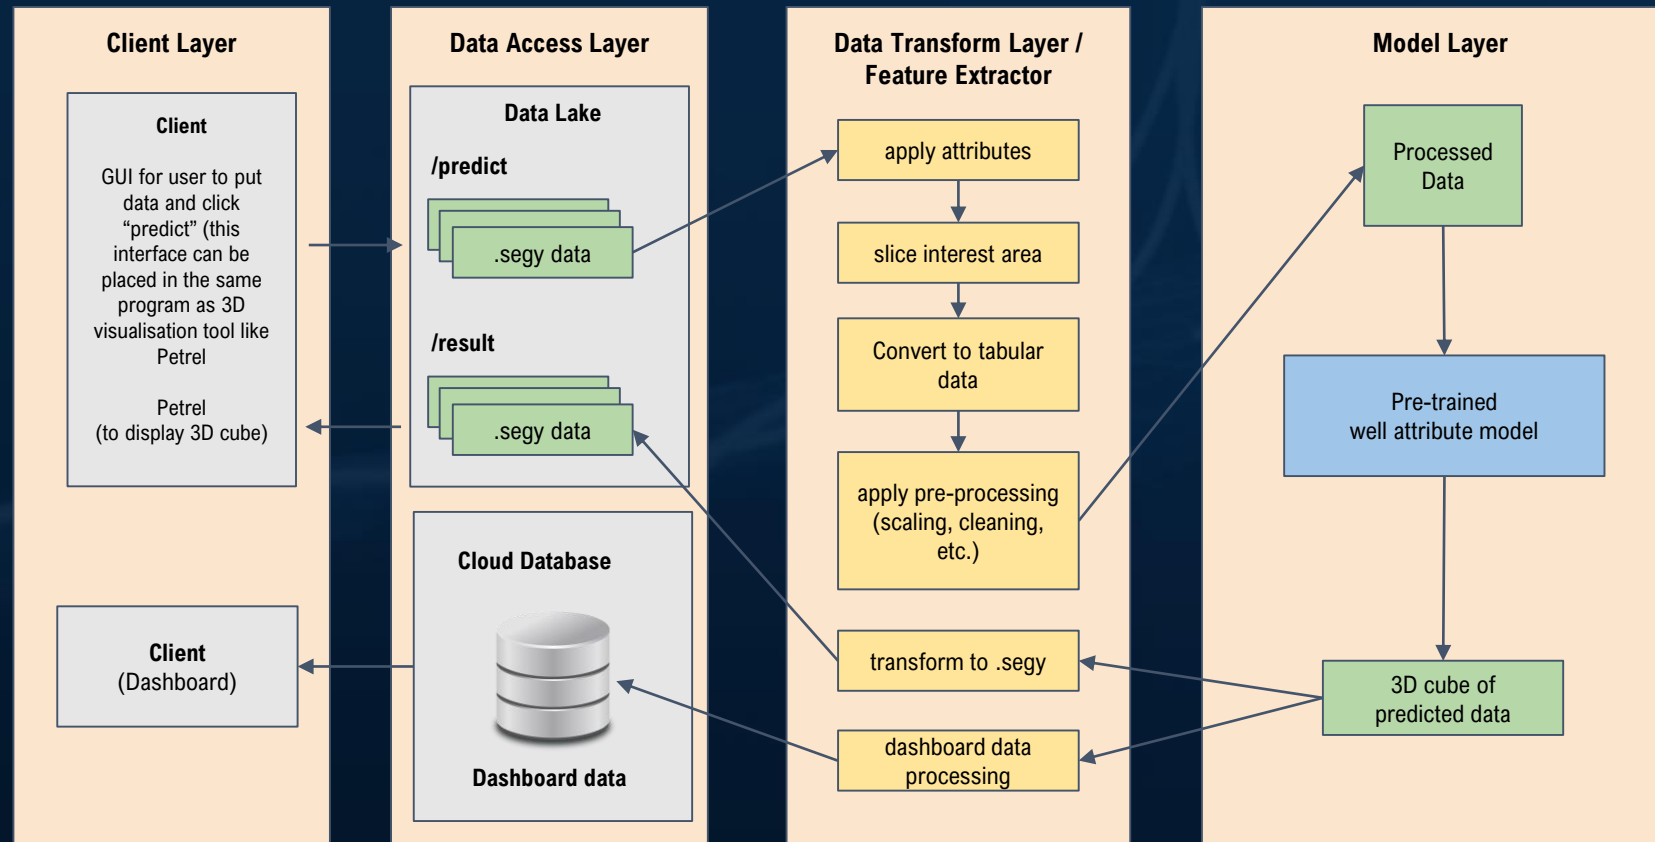 Client Layer
Client
GUI for user to put
data and click
“predict” (this
interface can be
placed in the same
program as 3D
visualisation tool like
Petrel
Petrel
(to display 3D cube)
Client
(Dashboard)
Data Access Layer
Data Lake
/predict
.segy data
/result
.segy data
Cloud Database
Dashboard data
Data Transform Layer /
Feature Extractor
apply attributes
slice interest area
Convert to tabular
data
apply pre-processing
(scaling, cleaning,
etc.)
transform to .segy
dashboard data
processing
Model Layer
Processed
Data
Pre-trained
well attribute model
3D cube of
predicted data